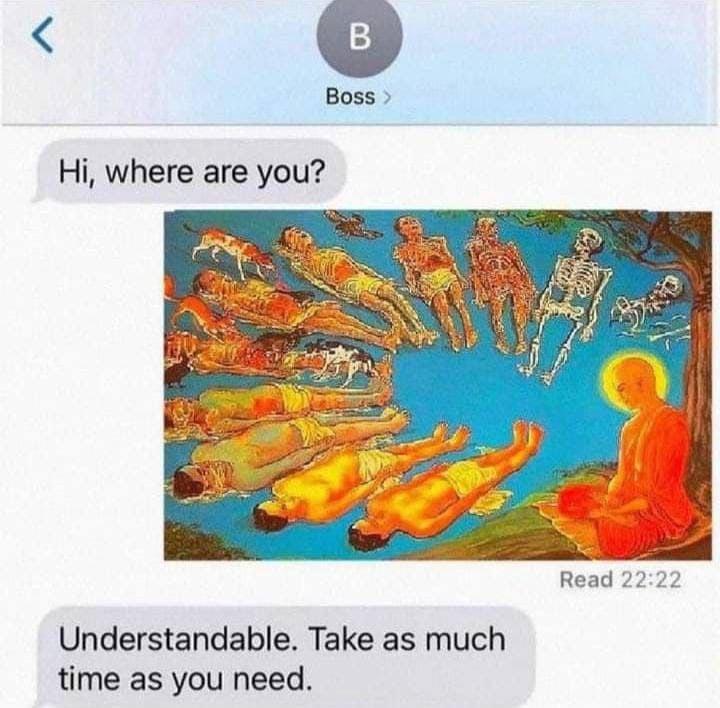 B
Boss >
Hi, where are you?
Read 22:22
Understandable. Take as much
time as you need.